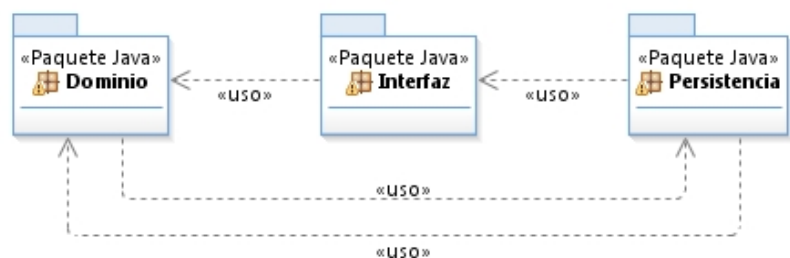 «Paquete Java»
Dominio
«Paquete Java»
Interfaz
«Paquete Java»
Persistencia
«uso»
«uso»
«uso»
«uso»